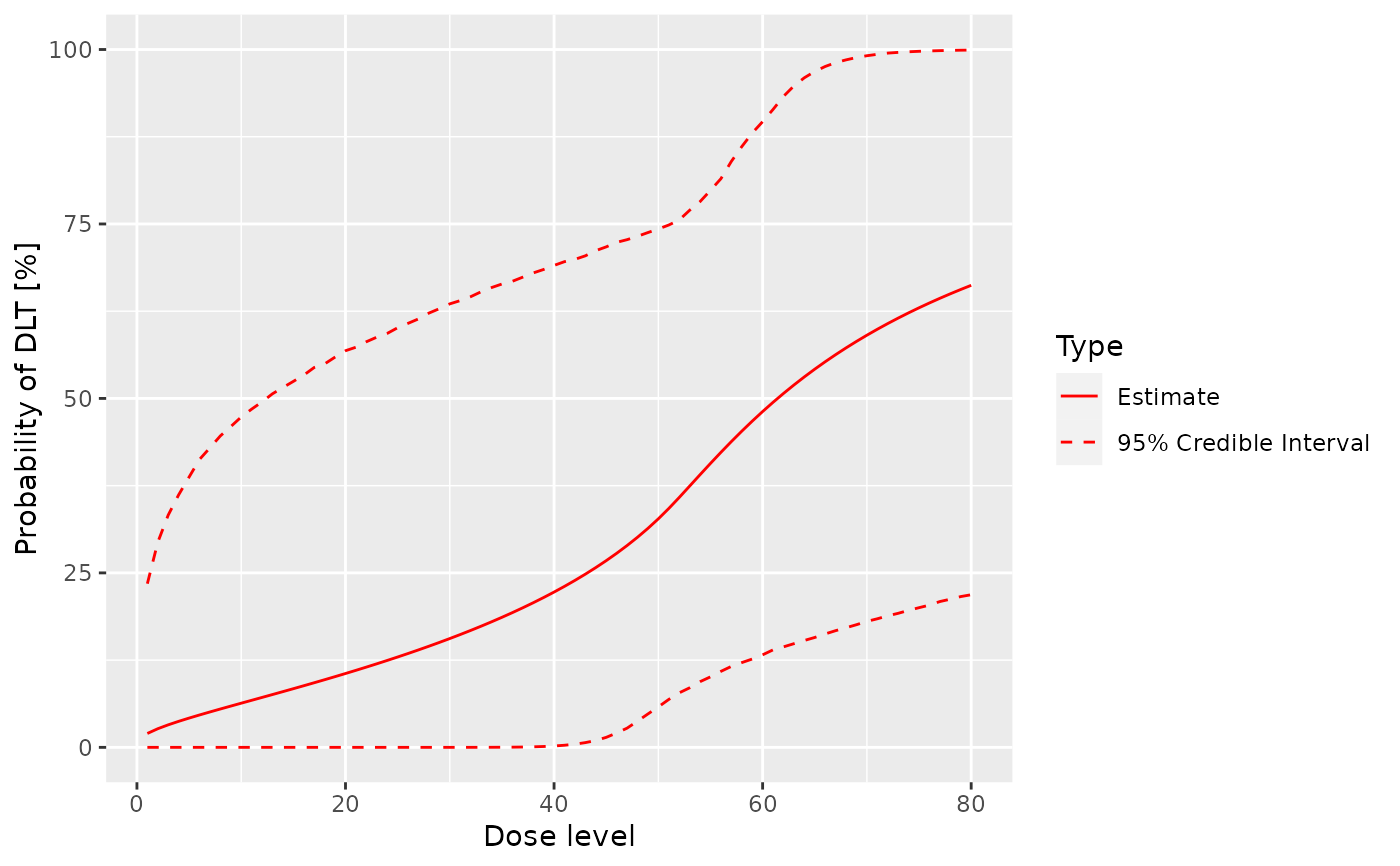 Probability of DLT [%]
100
75
50
25
0
0 20 40 60 80
Dose level
Type
Estimate
95% Credible Interval